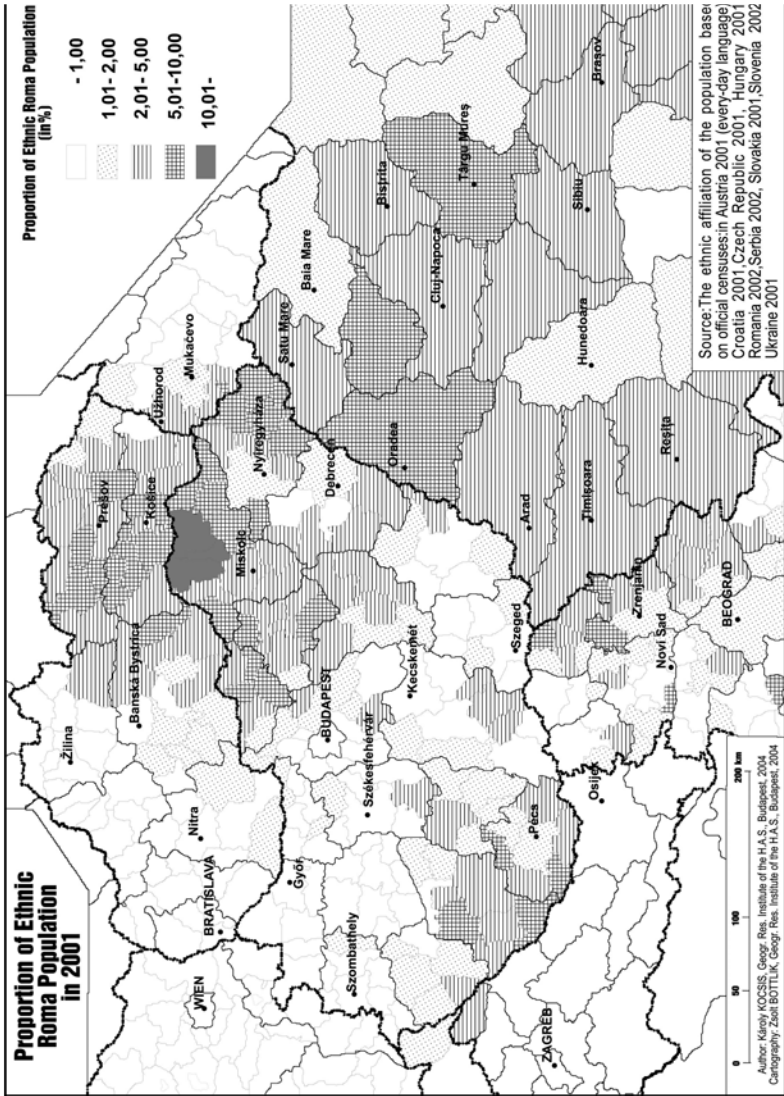 Proportion of Ethnic
Roma Population
in 2001
Proportion of Ethnic Roma Population
(in%)
- 1,00
1,01-2,00
2,01- 5,00
5,01-10,00
10,01-
WIEN
BRATISLAVA
Nitra
Žilina
Banská Bystrica
Prešov
Košice
Užhorod
Mukačevo
Győr
Szombathely
Székesfehérvár
BUDAPEST
Miskolc
Nyíregyháza
Debrecen
Kecskemét
Szeged
Pécs
Satu Mare
Baia Mare
Bistrita
Oradea
Cluj-Napoca
Târgu Mureş
Arad
Timişoara
Hunedoara
Sibiu
Braşov
Reşiţa
ZAGREB
Osijek
Novi Sad
Zrenjanin
BEOGRAD
0 50 100 200 km
Author: Károly KOCSIS, Geogr. Res. Institute of the H.A.S., Budapest, 2004
Cartography: Zsolt BOTTLIK, Geogr. Res. Institute of the H.A.S., Budapest, 2004
Source:The ethnic affiliation of the population based
on official censuses:in Austria 2001 (every-day language)
Croatia 2001,Czech Republic 2001, Hungary 2001
Romania 2002,Serbia 2002, Slovakia 2001,Slovenia 2002
Ukraine 2001